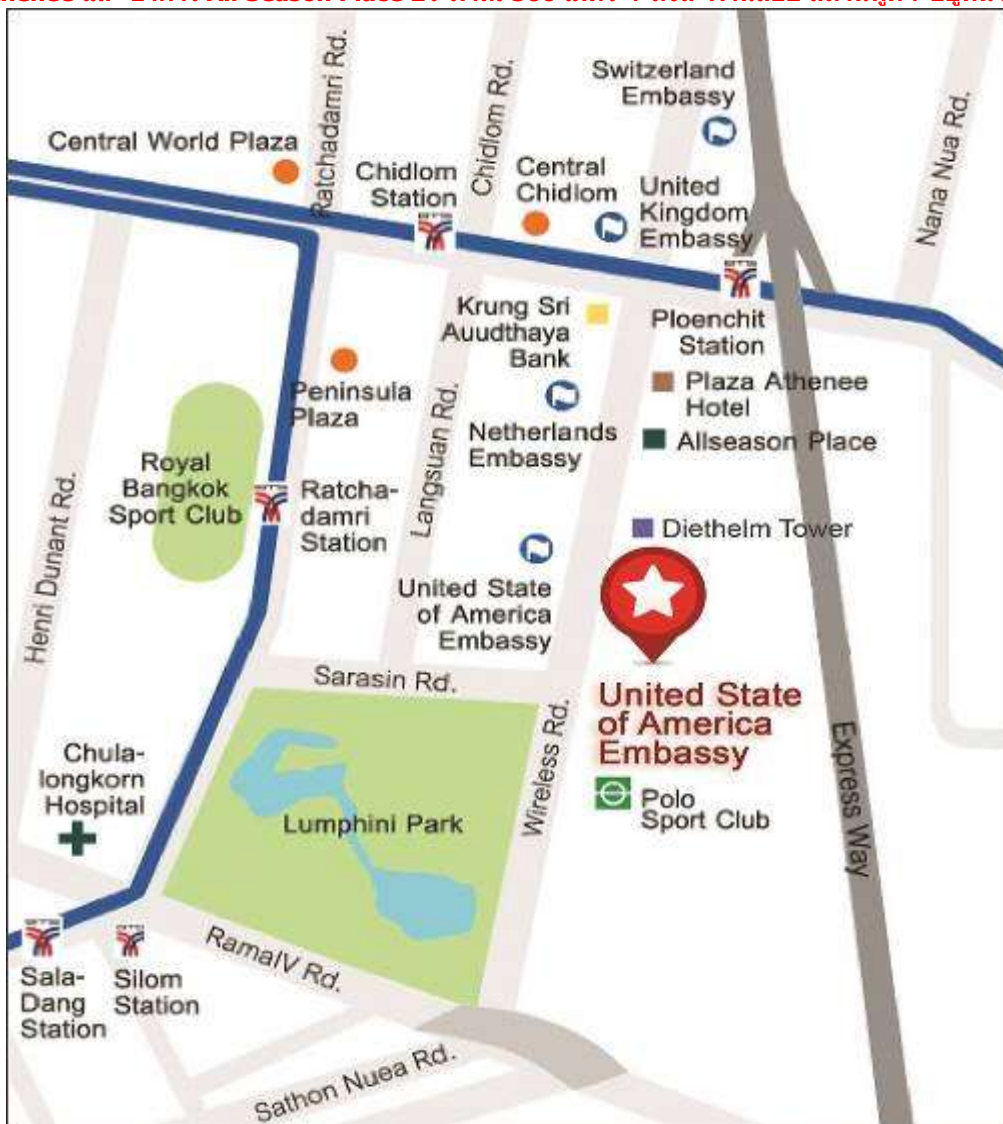 All Season Place
Switzerland
Embassy
Ratchadamri Rd.
Chidlom Rd.
Nana Nua Rd.
Central World Plaza
Chidlom
Station
Central
Chidlom
United
Kingdom
Embassy
Krung Sri
Auudthaya
Bank
Ploenchit
Station
Peninsula
Plaza
Plaza Athenee
Hotel
Netherlands
Embassy
Allseason Place
Langsuan Rd.
Royal
Bangkok
Sport Club
Ratcha-
damri
Station
Henri Dunant Rd.
Diethelm Tower
United State
of America
Embassy
Sarasin Rd.
United State
of America
Embassy
Wireless Rd.
Express Way
Chula-
longkorn
Hospital
Lumphini Park
Polo
Sport Club
RamaIV Rd.
Sala-
Dang
Station
Silom
Station
Sathon Nuea Rd.